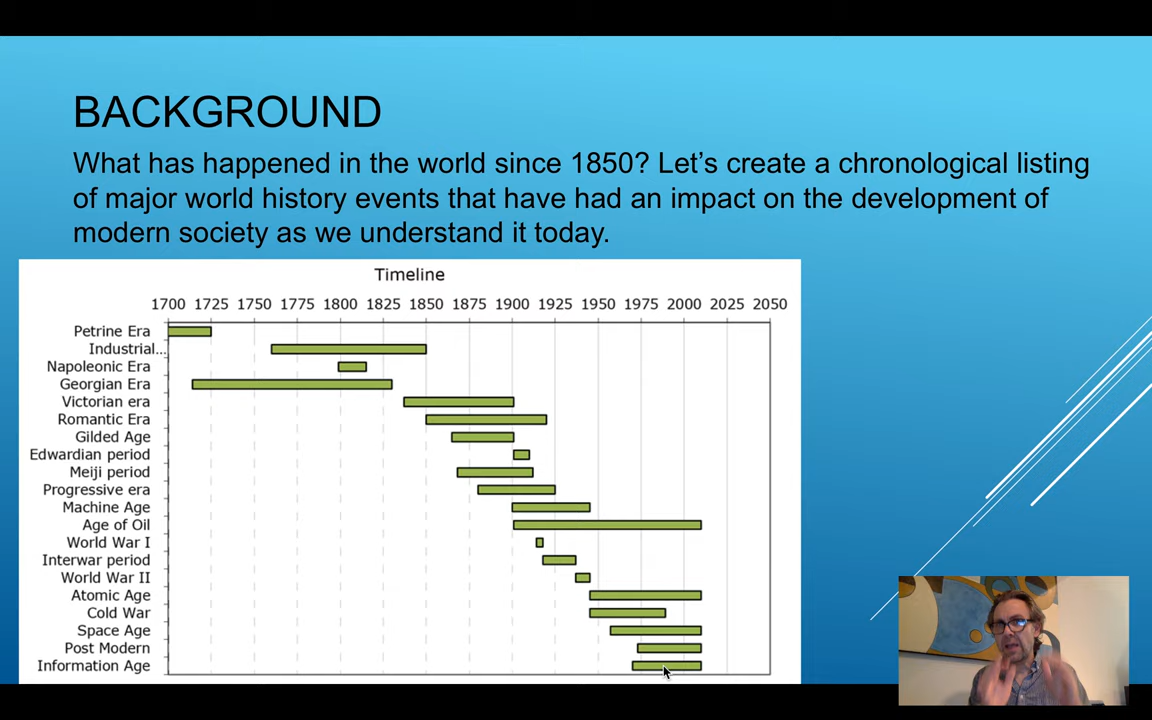 BACKGROUND
What has happened in the world since 1850? Let’s create a chronological listing
of major world history events that have had an impact on the development of
modern society as we understand it today.
Timeline
1700 1725 1750 1775 1800 1825 1850 1875 1900 1925 1950 1975 2000 2025 2050
Petrine Era
Industrial...
Napoleonic Era
Georgian Era
Victorian era
Romantic Era
Gilded Age
Edwardian period
Meiji period
Progressive era
Machine Age
Age of Oil
World War I
Interwar period
World War II
Atomic Age
Cold War
Space Age
Post Modern
Information Age